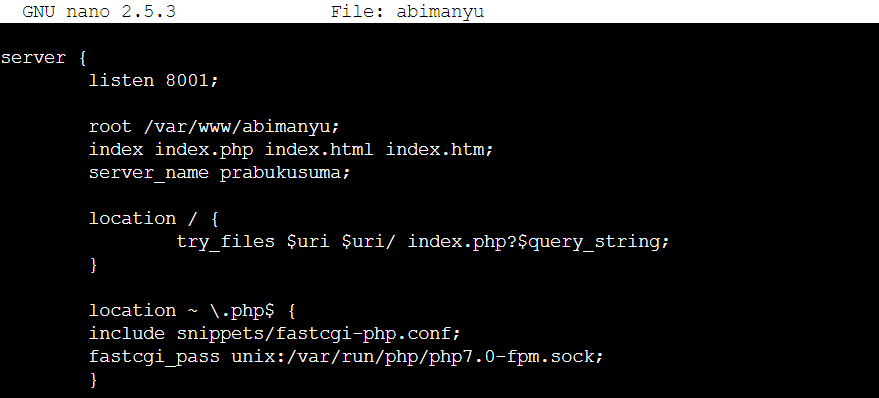 GNU nano 2.5.3 File: abimanyu
server {
listen 8001;
root /var/www/abimanyu;
index index.php index.html index.htm;
server_name prabukusuma;
location / {
try_files $uri $uri/ index.php?$query_string;
}
location ~ \.php$ {
include snippets/fastcgi-php.conf;
fastcgi_pass unix:/var/run/php/php7.0-fpm.sock;
}